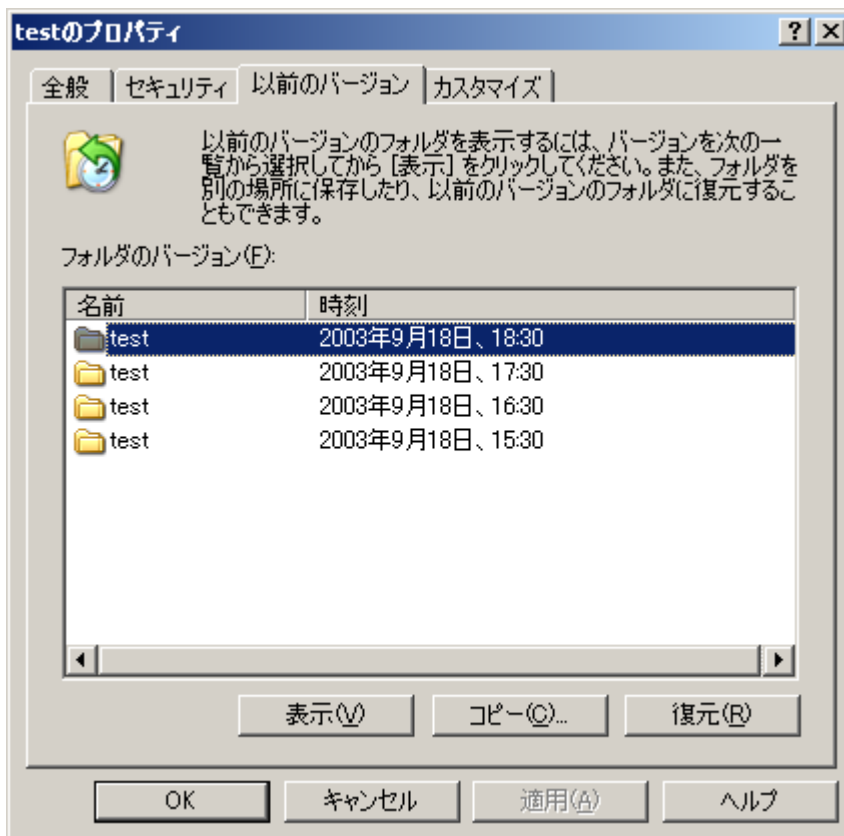 testのプロパティ
全般 セキュリティ 以前のバージョン カスタマイズ
以前のバージョンのフォルダを表示するには、バージョンを次の一
覧から選択してから [表示] をクリックしてください。また、フォルダを
別の場所に保存したり、以前のバージョンのフォルダに復元するこ
ともできます。
フォルダのバージョン(F):
名前 時刻
test 2003年9月18日、18:30
test 2003年9月18日、17:30
test 2003年9月18日、16:30
test 2003年9月18日、15:30
表示(V) コピー(C)... 復元(R)
OK キャンセル 適用(A) ヘルプ